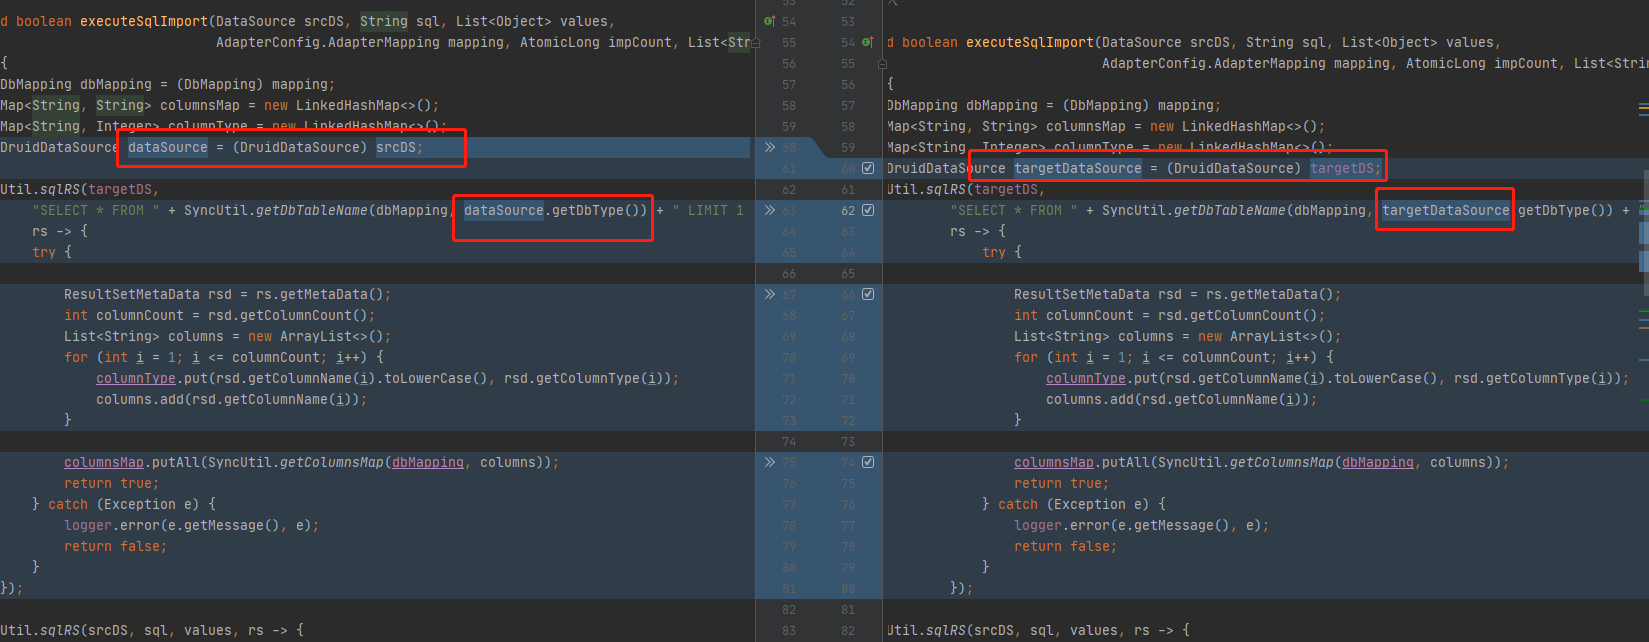 53 52
d boolean executeSqlImport(DataSource srcDS, String sql, List<Object> values, 54 53
AdapterConfig.AdapterMapping mapping, AtomicLong impCount, List<Str 55 54 d boolean executeSqlImport(DataSource srcDS, String sql, List<Object> values,
{ 56 55 AdapterConfig.AdapterMapping mapping, AtomicLong impCount, List<Strin
DbMapping dbMapping = (DbMapping) mapping; 57 56 {
Map<String, String> columnsMap = new LinkedHashMap<>(); 58 57 DbMapping dbMapping = (DbMapping) mapping;
Map<String, Integer> columnType = new LinkedHashMap<>(); 59 58 Map<String, String> columnsMap = new LinkedHashMap<>();
DruidDataSource dataSource = (DruidDataSource) srcDS; 60 59 Map<String, Integer> columnType = new LinkedHashMap<>();
61 60 DruidDataSource targetDataSource = (DruidDataSource) targetDS;
Util.sqlRS(targetDS, 62 61 Util.sqlRS(targetDS,
"SELECT * FROM " + SyncUtil.getDbTableName(dbMapping, dataSource.getDbType()) + " LIMIT 1 63 62 "SELECT * FROM " + SyncUtil.getDbTableName(dbMapping, targetDataSource.getDbType()) +
rs -> { 64 63 rs -> {
try { 65 64 try {
66 65
ResultSetMetaData rsd = rs.getMetaData(); 67 66 ResultSetMetaData rsd = rs.getMetaData();
int columnCount = rsd.getColumnCount(); 68 67 int columnCount = rsd.getColumnCount();
List<String> columns = new ArrayList<>(); 69 68 List<String> columns = new ArrayList<>();
for (int i = 1; i <= columnCount; i++) { 70 69 for (int i = 1; i <= columnCount; i++) {
columnType.put(rsd.getColumnName(i).toLowerCase(), rsd.getColumnType(i)); 71 70 columnType.put(rsd.getColumnName(i).toLowerCase(), rsd.getColumnType(i));
columns.add(rsd.getColumnName(i)); 72 71 columns.add(rsd.getColumnName(i));
} 73 72 }
74 73
columnsMap.putAll(SyncUtil.getColumnsMap(dbMapping, columns)); 75 74 columnsMap.putAll(SyncUtil.getColumnsMap(dbMapping, columns));
return true; 76 75 return true;
} catch (Exception e) { 77 76 } catch (Exception e) {
logger.error(e.getMessage(), e); 78 77 logger.error(e.getMessage(), e);
return false; 79 78 return false;
} 80 79 }
}); 81 80 });
82 81
Util.sqlRS(srcDS, sql, values, rs -> { 83 82 Util.sqlRS(srcDS, sql, values, rs -> {